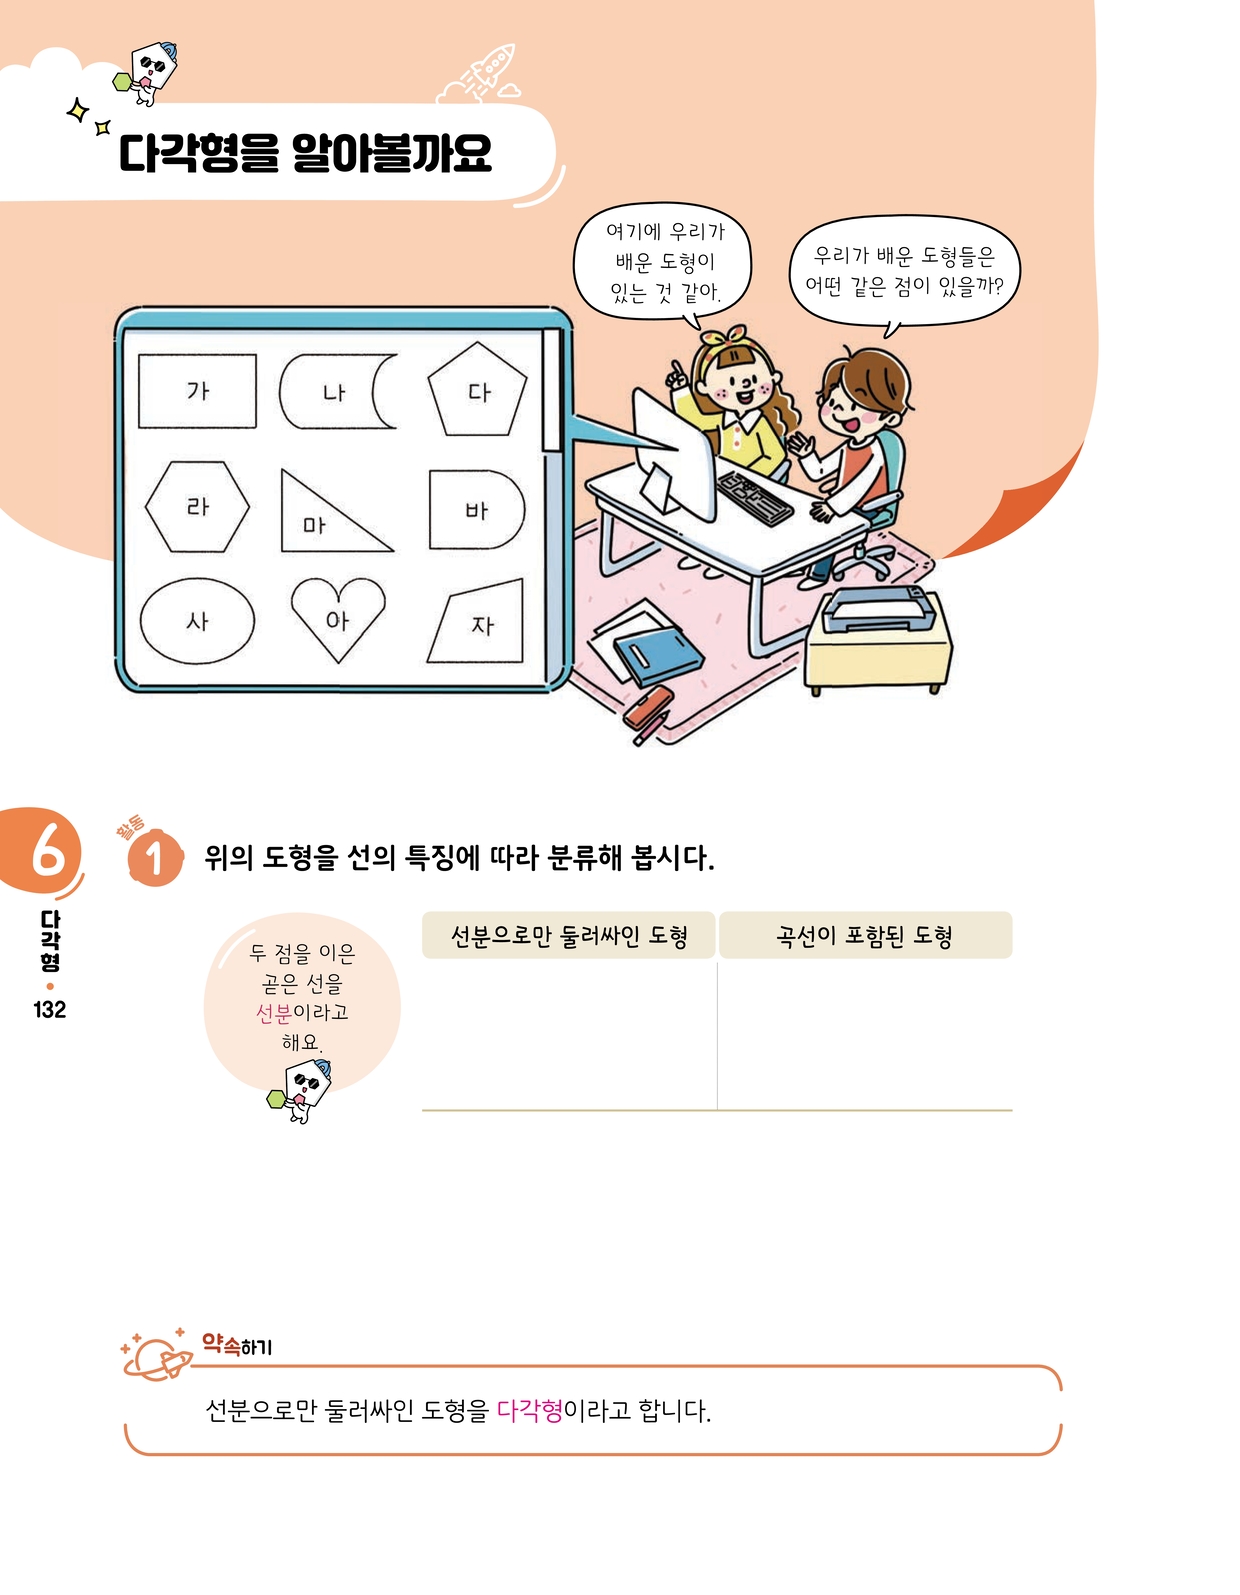 다각형을 알아볼까요
여기에 우리가
배운 도형이
있는 것 같아.
우리가 배운 도형들은
어떤 같은 점이 있을까?
가
나
다
라
마
바
사
아
자
6
다각형
132
활동
1 위의 도형을 선의 특징에 따라 분류해 봅시다.
두 점을 이은
곧은 선을
선분이라고
해요.
선분으로만 둘러싸인 도형
곡선이 포함된 도형
약속하기
선분으로만 둘러싸인 도형을 다각형이라고 합니다.